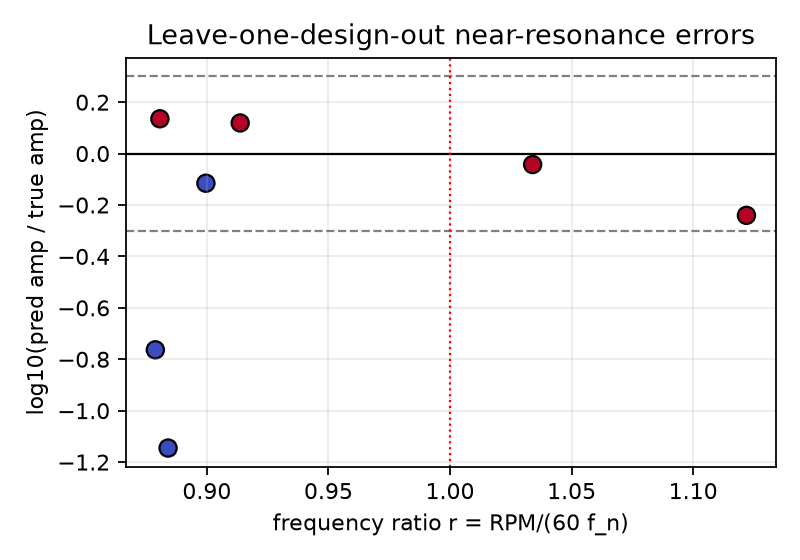 Leave-one-design-out near-resonance errors
log10(pred amp / true amp)
0.2
0.0
−0.2
−0.4
−0.6
−0.8
−1.0
−1.2
0.90 0.95 1.00 1.05 1.10
frequency ratio r = RPM/(60 f_n)